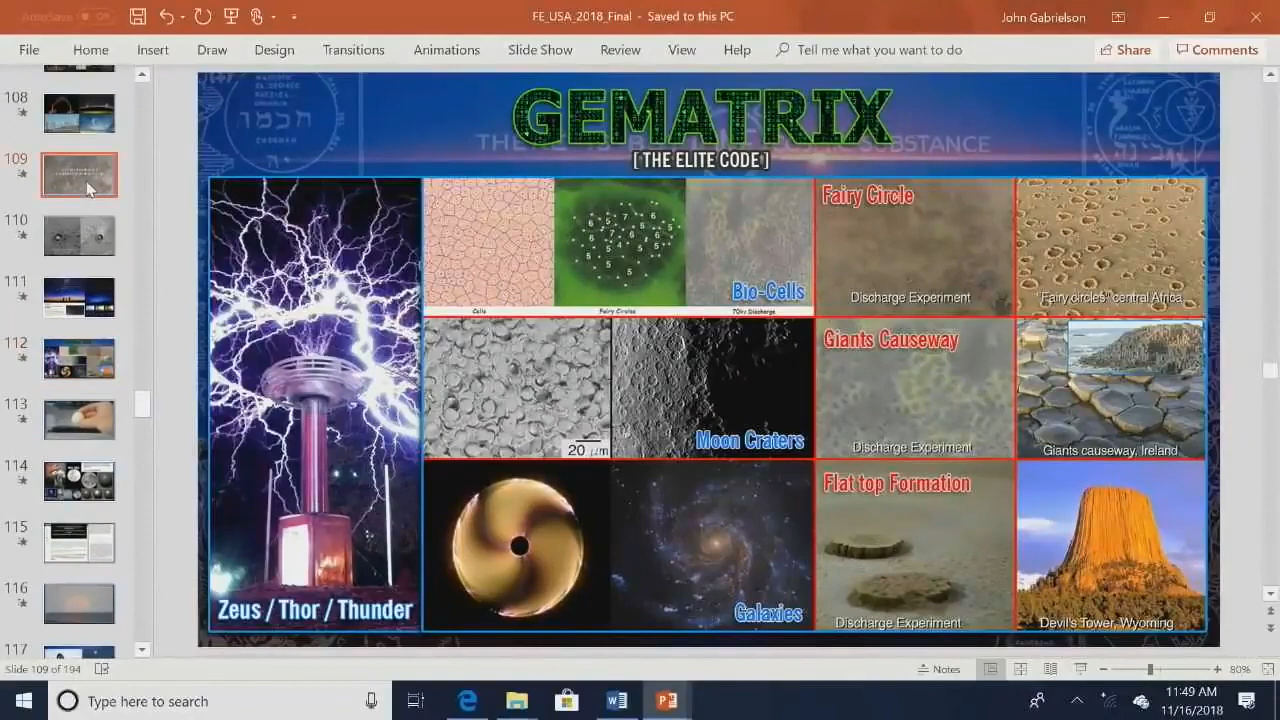 AutoSave Off
FE_USA_2018_Final - Saved to this PC
John Gabrielson
File Home Insert Draw Design Transitions Animations Slide Show Review View Help Tell me what you want to do
Share Comments
108
109
110
111
112
113
114
115
116
117
GEMATRIX
[ THE ELITE CODE ]
SUBSTANCE
Zeus / Thor / Thunder
Bio-Cells
Cells Fairy Circles 70kv Discharge
Fairy Circle
Discharge Experiment
"Fairy circles" central Africa
20 µm
Moon Craters
Giants Causeway
Discharge Experiment
Giants causeway, Ireland
Galaxies
Flat top Formation
Discharge Experiment
Devil's Tower, Wyoming
Slide 109 of 194
Notes
80%
Type here to search
11:49 AM
11/16/2018